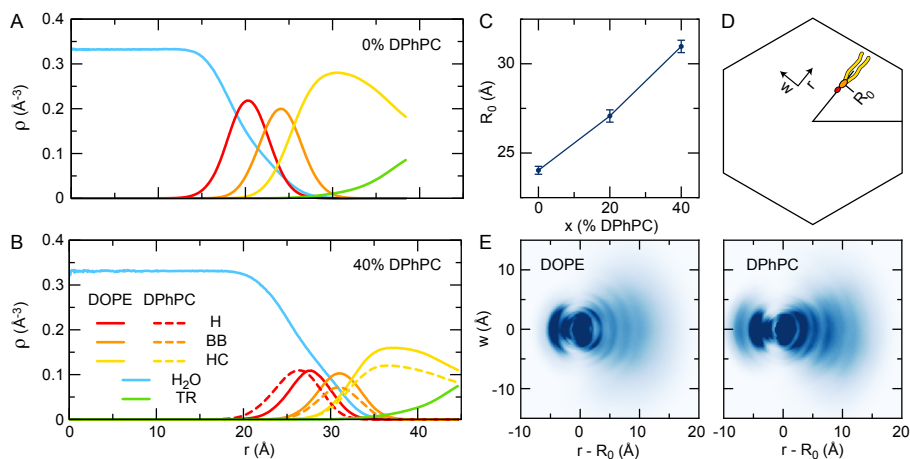 A
0% DPhPC
ρ (Å⁻³)
0.4
0.3
0.2
0.1
0
B
40% DPhPC
ρ (Å⁻³)
0.4
0.3
0.2
0.1
0
DOPE DPhPC
H
BB
HC
H₂O
TR
0 10 20 30 40
r (Å)
C
R₀ (Å)
30
27
24
0 20 40
x (% DPhPC)
D
w r
R₀
E
DOPE
w (Å)
10
0
-10
-10 0 10 20
r - R₀ (Å)
DPhPC
-10 0 10 20
r - R₀ (Å)